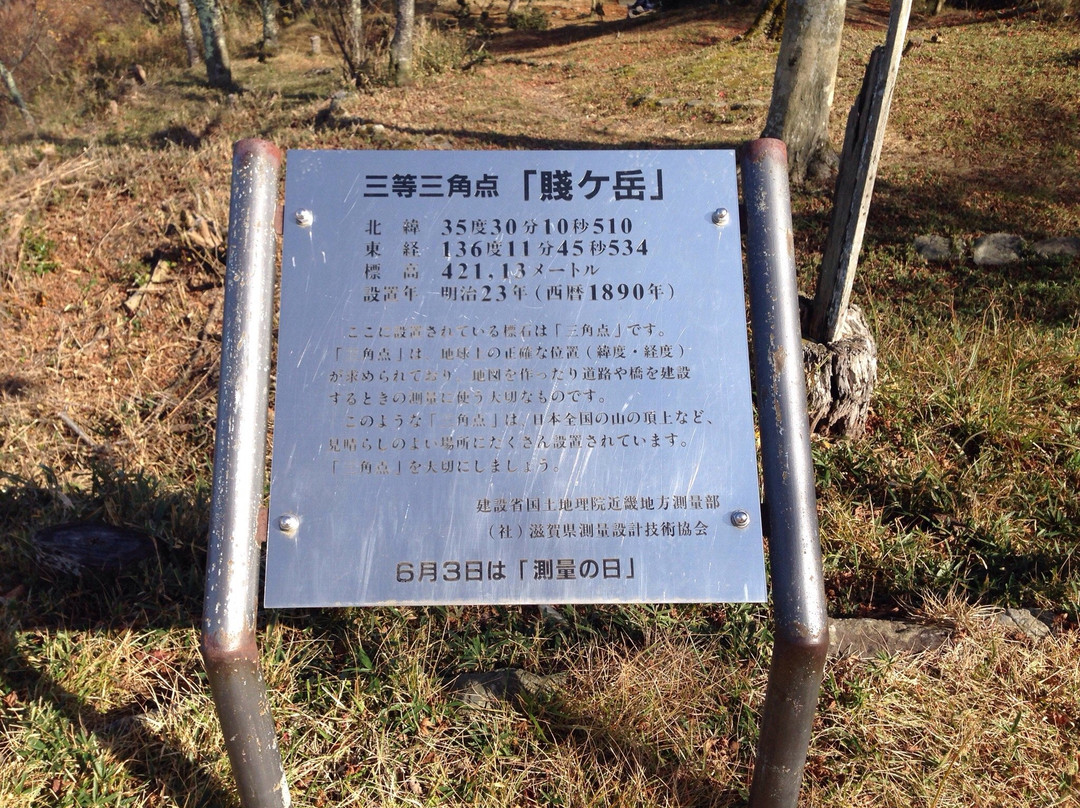 三等三角点「賤ケ岳」
北緯 35度30分10秒510
東経 136度11分45秒534
標高 421.13メートル
設置年 明治23年(西暦1890年)
ここに設置されている標石は「三角点」です。
「三角点」は、地球上の正確な位置(緯度・経度)
が求められており、地図を作ったり道路や橋を建設
するときの測量に使う大切なものです。
このような「三角点」は、日本全国の山の頂上など、
見晴らしのよい場所にたくさん設置されています。
「三角点」を大切にしましょう。
建設省国土地理院近畿地方測量部
(社)滋賀県測量設計技術協会
6月3日は「測量の日」